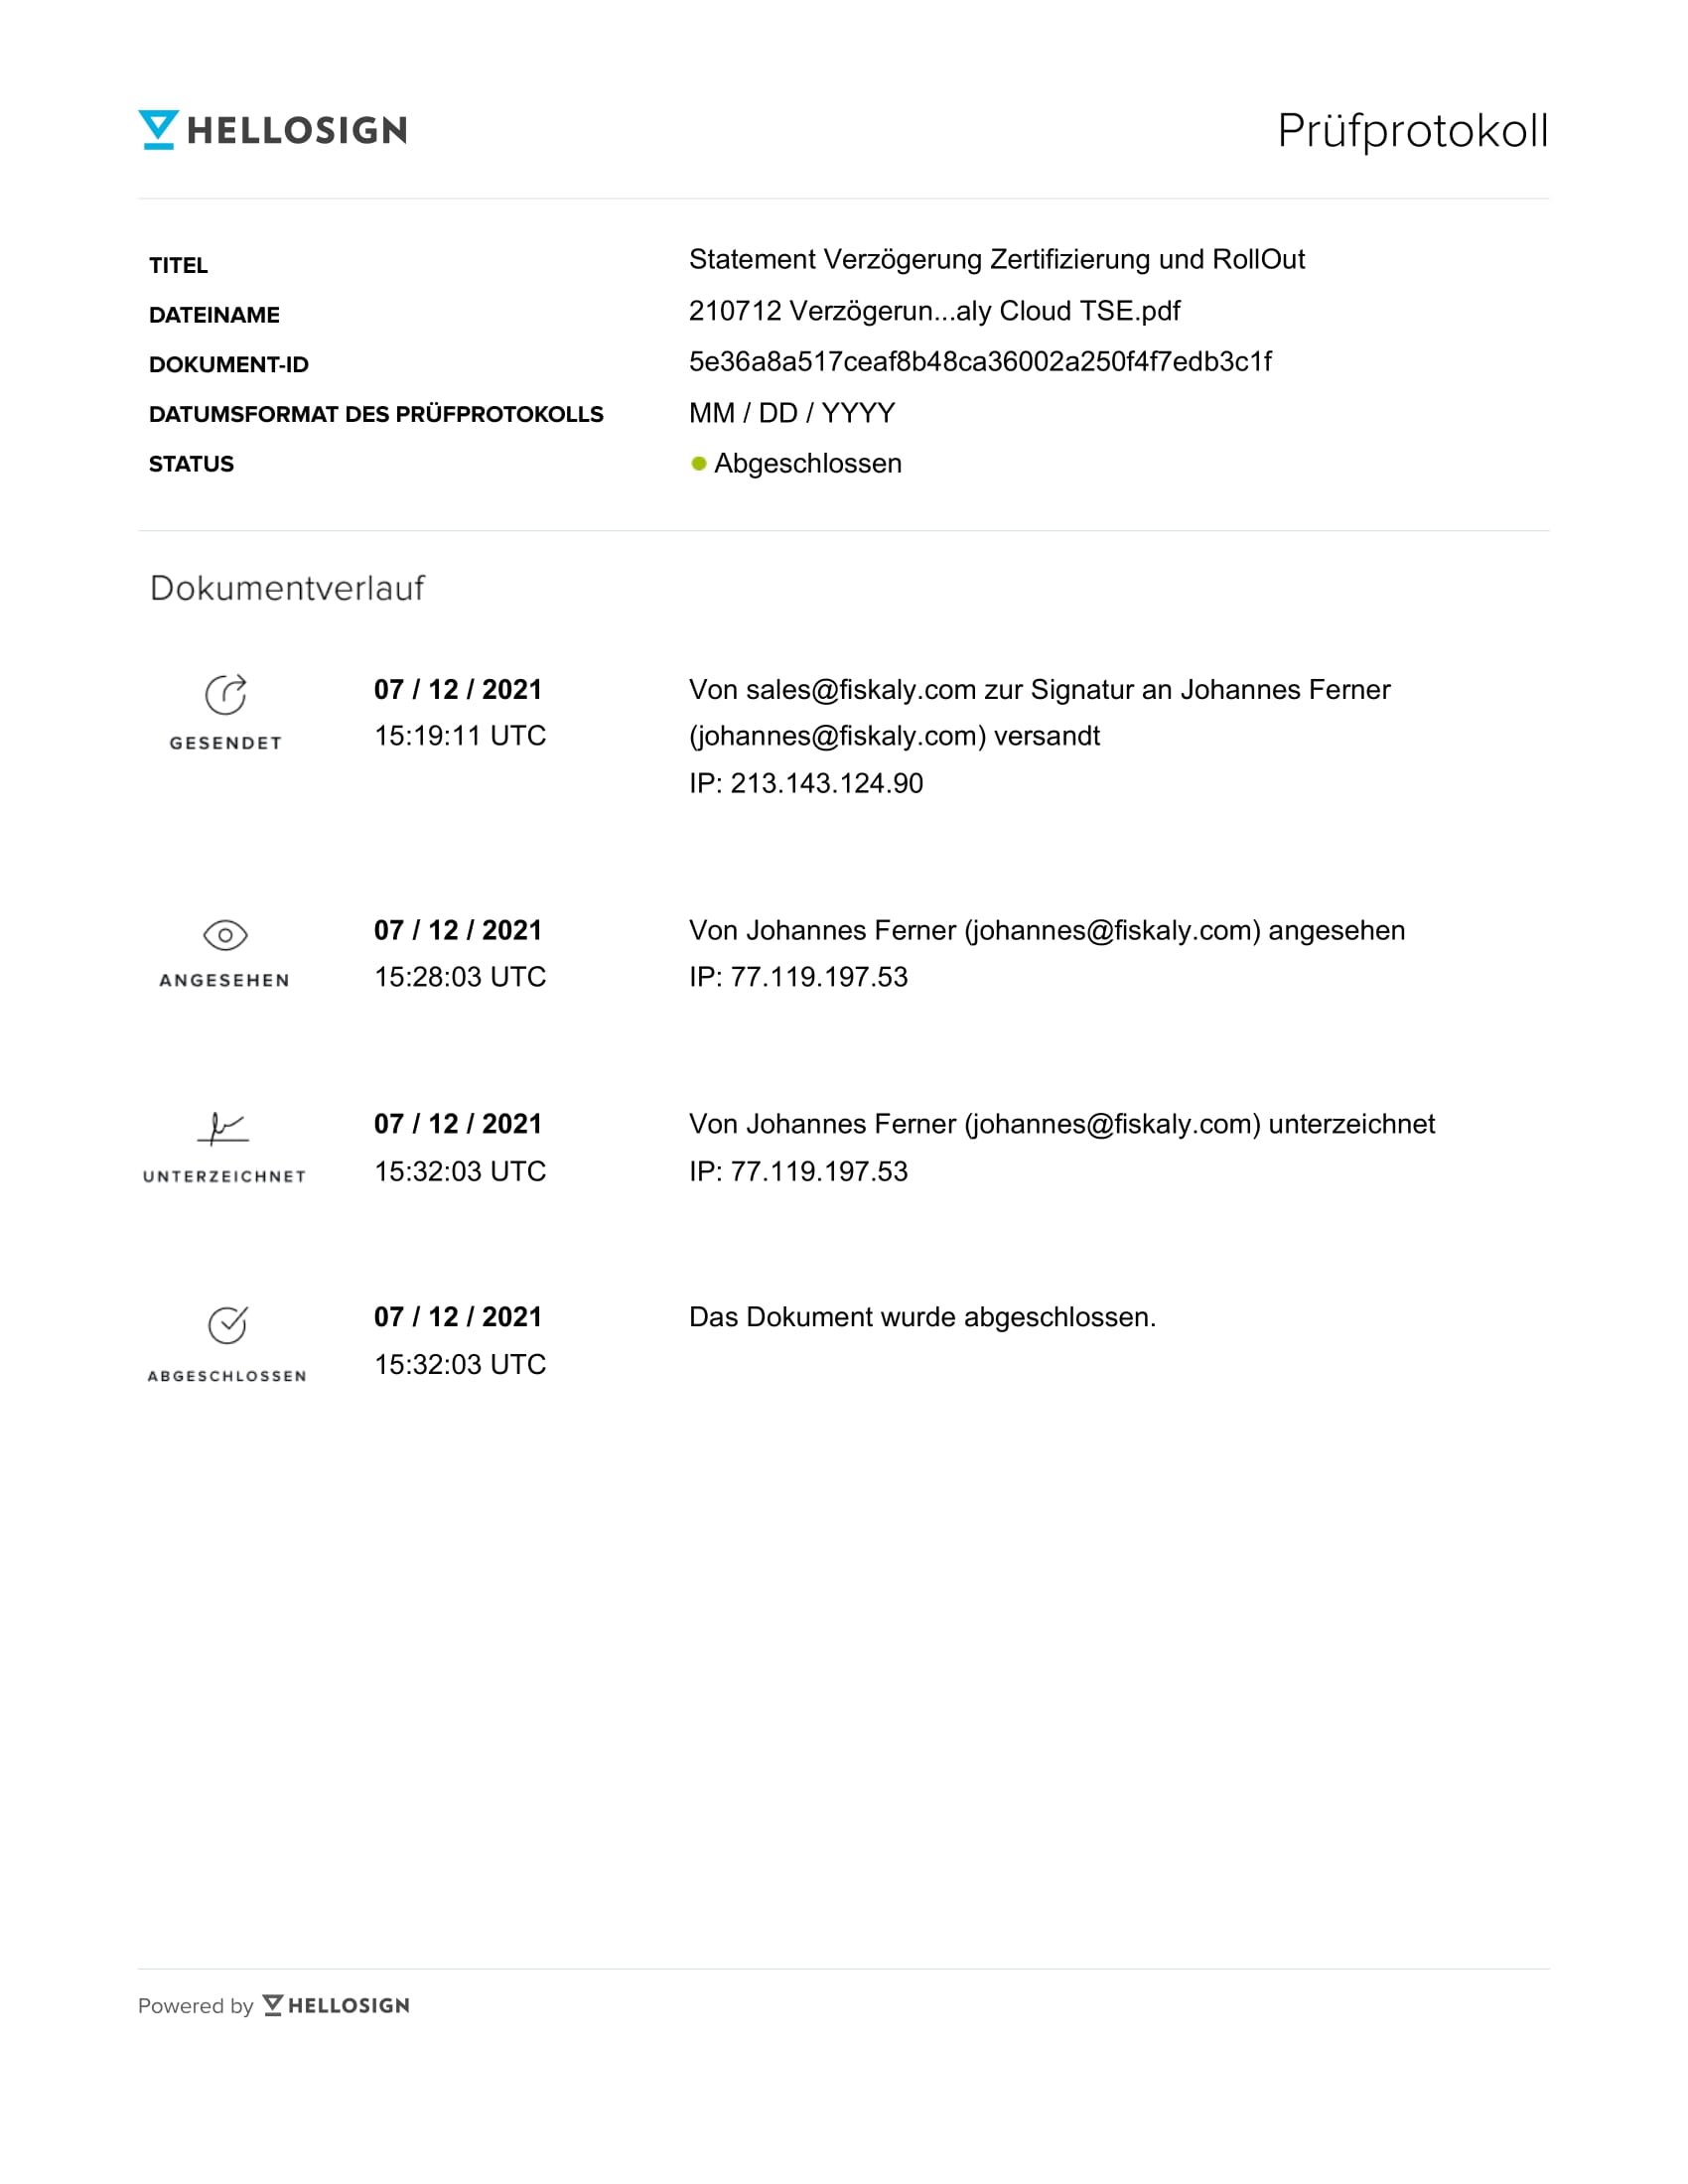 HELLOSIGN
Prüfprotokoll
TITEL
Statement Verzögerung Zertifizierung und RollOut
DATEINAME
210712 Verzögerun...aly Cloud TSE.pdf
DOKUMENT-ID
5e36a8a517ceaf8b48ca36002a250f4f7edb3c1f
DATUMSFORMAT DES PRÜFPROTOKOLLS
MM / DD / YYYY
STATUS
Abgeschlossen
Dokumentverlauf
GESENDET
07 / 12 / 2021
15:19:11 UTC
Von sales@fiskaly.com zur Signatur an Johannes Ferner
(johannes@fiskaly.com) versandt
IP: 213.143.124.90
ANGESEHEN
07 / 12 / 2021
15:28:03 UTC
Von Johannes Ferner (johannes@fiskaly.com) angesehen
IP: 77.119.197.53
UNTERZEICHNET
07 / 12 / 2021
15:32:03 UTC
Von Johannes Ferner (johannes@fiskaly.com) unterzeichnet
IP: 77.119.197.53
ABGESCHLOSSEN
07 / 12 / 2021
15:32:03 UTC
Das Dokument wurde abgeschlossen.
Powered by HELLOSIGN